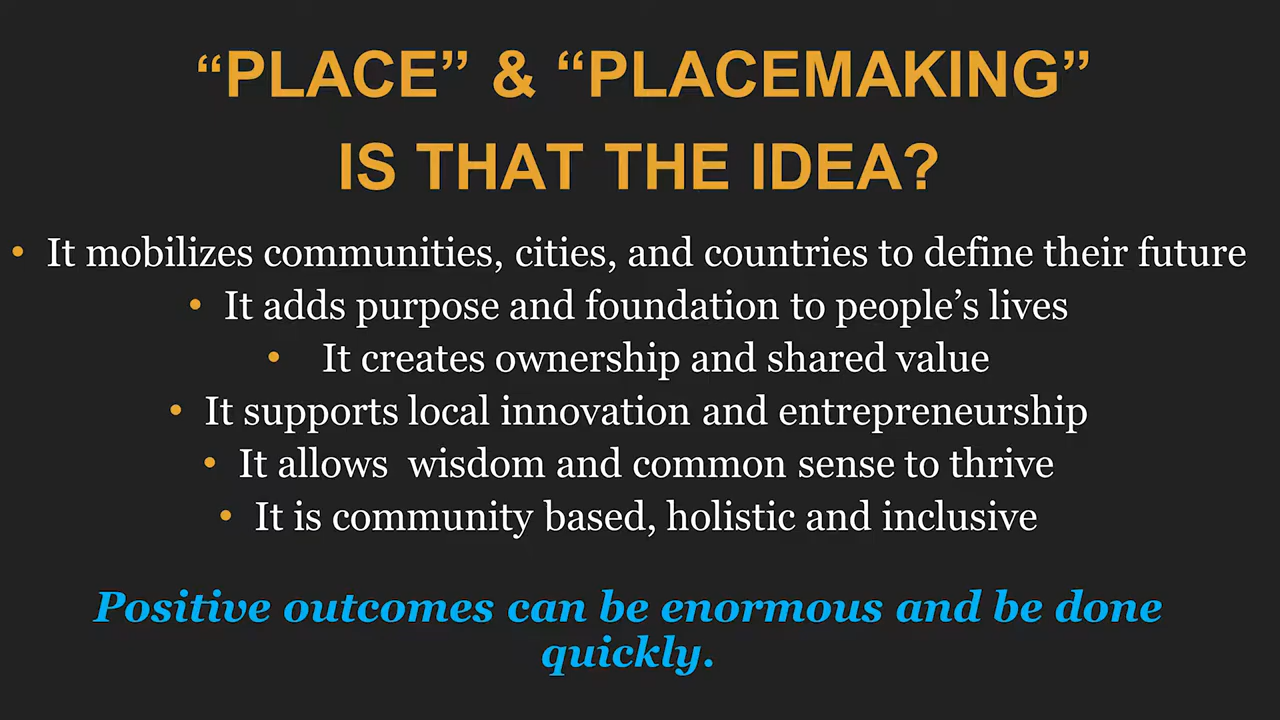 “PLACE” & “PLACEMAKING”
IS THAT THE IDEA?
• It mobilizes communities, cities, and countries to define their future
• It adds purpose and foundation to people’s lives
• It creates ownership and shared value
• It supports local innovation and entrepreneurship
• It allows  wisdom and common sense to thrive
• It is community based, holistic and inclusive
Positive outcomes can be enormous and be done
quickly.